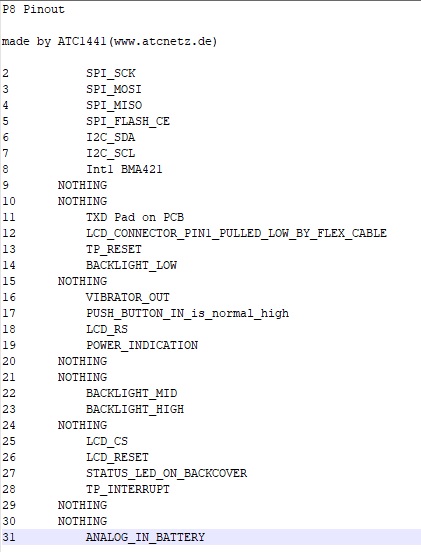 P8 Pinout
made by ATC1441(www.atcnetz.de)
2 SPI_SCK
3 SPI_MOSI
4 SPI_MISO
5 SPI_FLASH_CE
6 I2C_SDA
7 I2C_SCL
8 Int1 BMA421
9 NOTHING
10 NOTHING
11 TXD Pad on PCB
12 LCD_CONNECTOR_PIN1_PULLED_LOW_BY_FLEX_CABLE
13 TP_RESET
14 BACKLIGHT_LOW
15 NOTHING
16 VIBRATOR_OUT
17 PUSH_BUTTON_IN_is_normal_high
18 LCD_RS
19 POWER_INDICATION
20 NOTHING
21 NOTHING
22 BACKLIGHT_MID
23 BACKLIGHT_HIGH
24 NOTHING
25 LCD_CS
26 LCD_RESET
27 STATUS_LED_ON_BACKCOVER
28 TP_INTERRUPT
29 NOTHING
30 NOTHING
31 ANALOG_IN_BATTERY